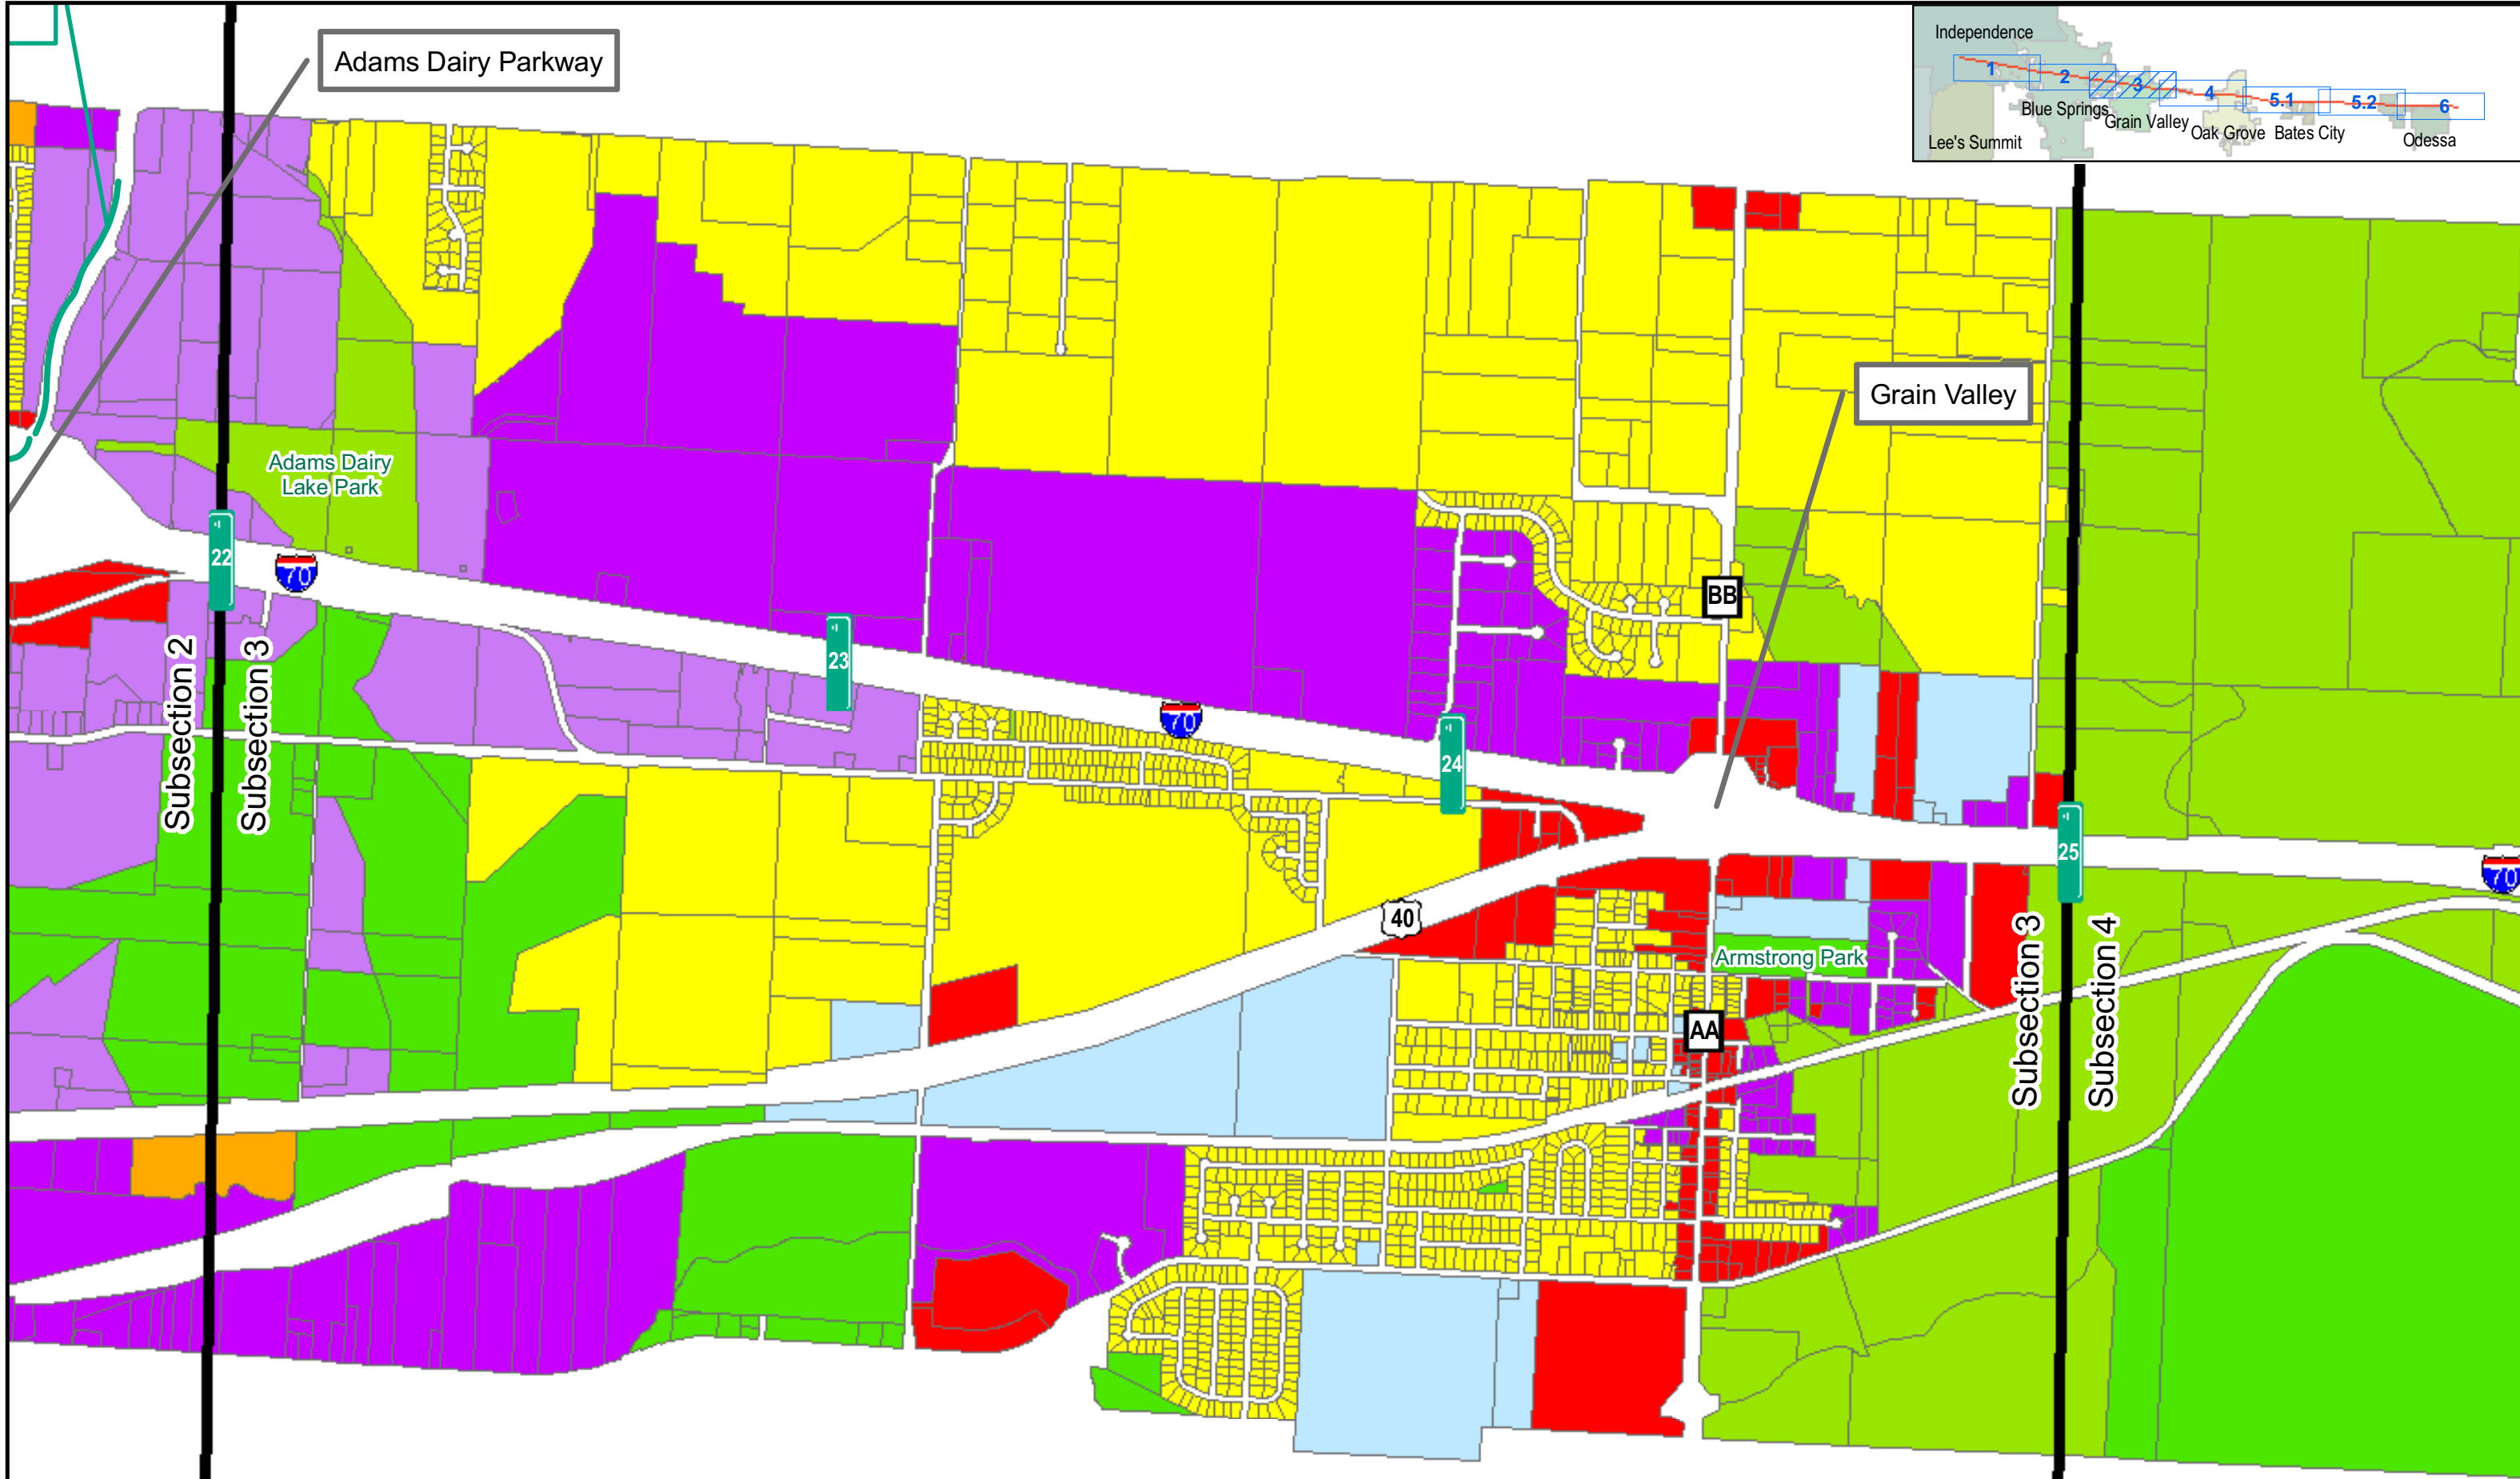 Adams Dairy Parkway
Independence
1
2
3
4
5.1
5.2
6
Blue Springs
Grain Valley
Oak Grove
Bates City
Lee's Summit
Odessa
Grain Valley
Adams Dairy
Lake Park
22
70
BB
23
Subsection 2
Subsection 3
70
24
25
70
40
Armstrong Park
Subsection 3
Subsection 4
AA